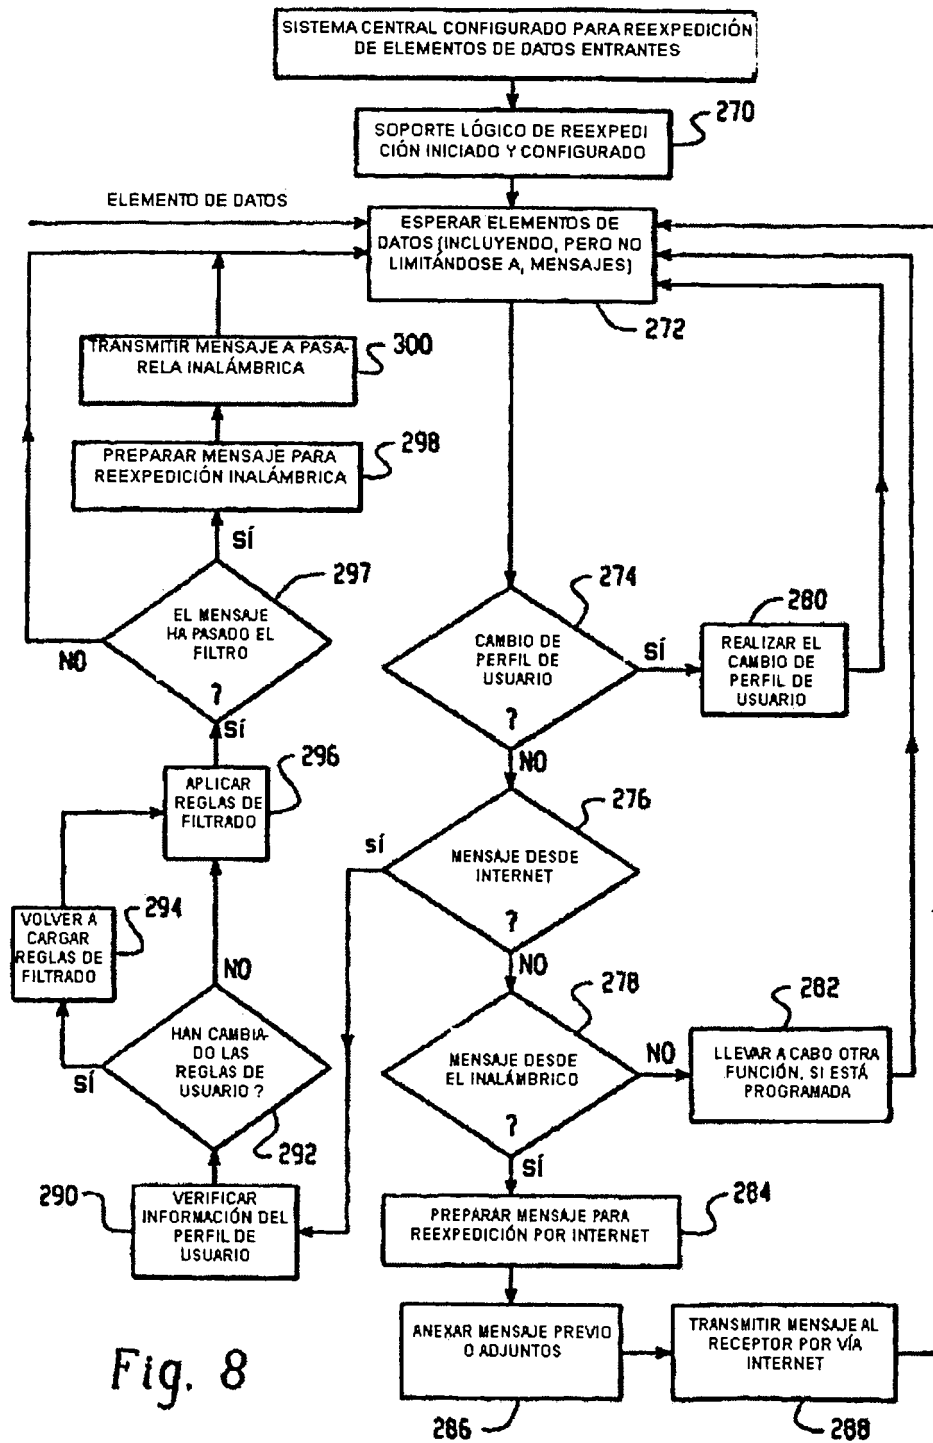 SISTEMA CENTRAL CONFIGURADO PARA REEXPEDICIÓN
DE ELEMENTOS DE DATOS ENTRANTES
270
SOPORTE LÓGICO DE REEXPEDI
CIÓN INICIADO Y CONFIGURADO
ELEMENTO DE DATOS
ESPERAR ELEMENTOS DE
DATOS (INCLUYENDO, PERO NO
LIMITÁNDOSE A, MENSAJES)
272
TRANSMITIR MENSAJE A PASA-
RELA INALÁMBRICA
300
PREPARAR MENSAJE PARA
REEXPEDICIÓN INALÁMBRICA
298
SÍ
297
EL MENSAJE
HA PASADO EL
FILTRO
?
NO
SÍ
274
CAMBIO DE
PERFIL DE
USUARIO
?
SÍ
280
REALIZAR EL
CAMBIO DE
PERFIL DE
USUARIO
NO
296
APLICAR
REGLAS DE
FILTRADO
276
MENSAJE DESDE
INTERNET
?
SÍ
NO
294
VOLVER A
CARGAR
REGLAS DE
FILTRADO
NO
HAN CAMBIA-
DO LAS
REGLAS DE
USUARIO ?
SÍ
292
278
MENSAJE DESDE
EL INALÁMBRICO
?
NO
282
LLEVAR A CABO OTRA
FUNCIÓN, SI ESTÁ
PROGRAMADA
SÍ
290
VERIFICAR
INFORMACIÓN DEL
PERFIL DE
USUARIO
284
PREPARAR MENSAJE PARA
REEXPEDICIÓN POR INTERNET
ANEXAR MENSAJE PREVIO
O ADJUNTOS
286
TRANSMITIR MENSAJE AL
RECEPTOR POR VÍA
INTERNET
288
Fig. 8